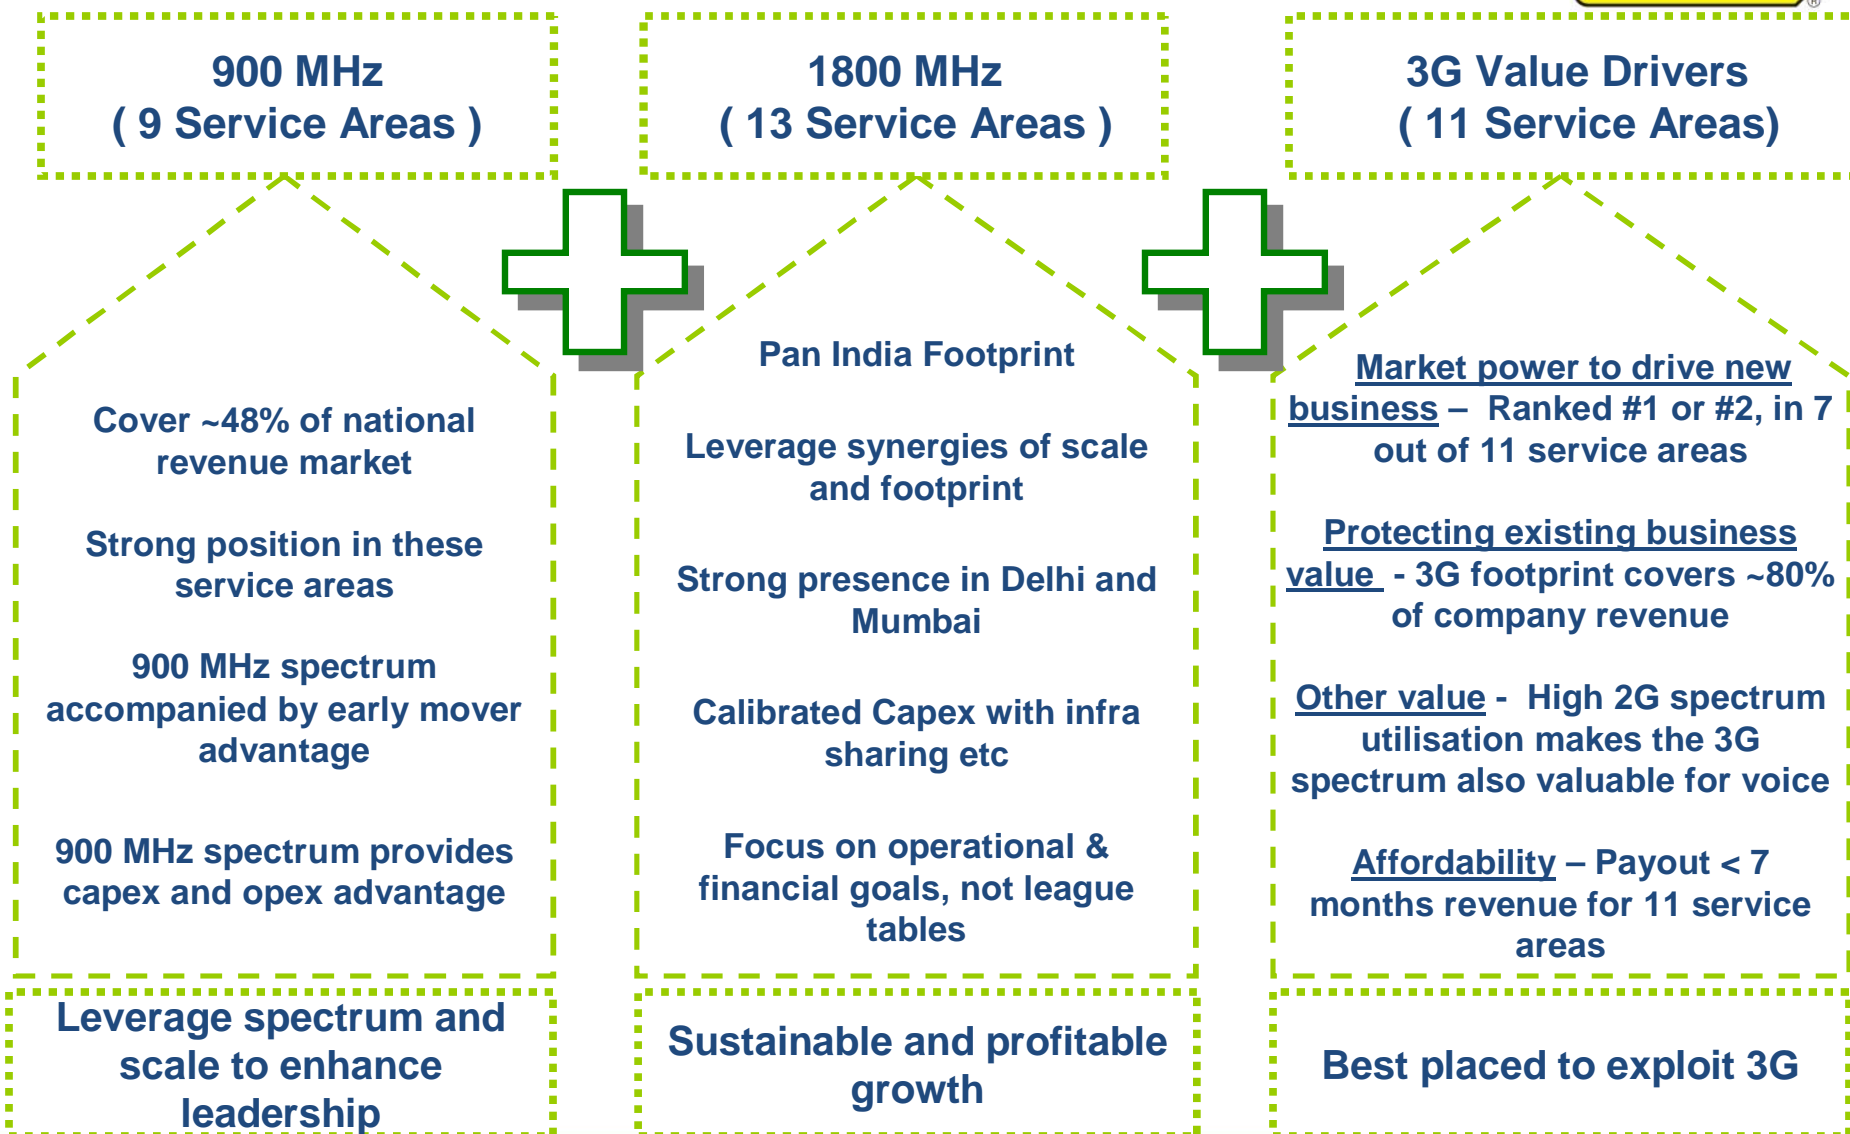 900 MHz
( 9 Service Areas )
1800 MHz
( 13 Service Areas )
3G Value Drivers
( 11 Service Areas)
Cover ~48% of national
revenue market
Strong position in these
service areas
900 MHz spectrum
accompanied by early mover
advantage
900 MHz spectrum provides
capex and opex advantage
Leverage spectrum and
scale to enhance
leadership
Pan India Footprint
Leverage synergies of scale
and footprint
Strong presence in Delhi and
Mumbai
Calibrated Capex with infra
sharing etc
Focus on operational &
financial goals, not league
tables
Sustainable and profitable
growth
Market power to drive new
business – Ranked #1 or #2, in 7
out of 11 service areas
Protecting existing business
value - 3G footprint covers ~80%
of company revenue
Other value - High 2G spectrum
utilisation makes the 3G
spectrum also valuable for voice
Affordability – Payout < 7
months revenue for 11 service
areas
Best placed to exploit 3G
®